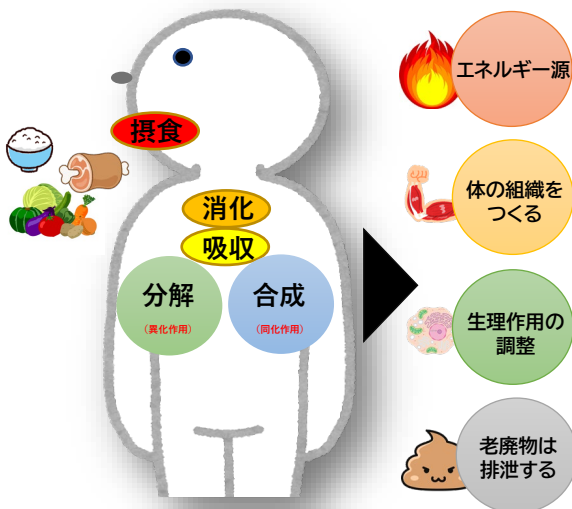 摂食
消化
吸収
分解
(異化作用)
合成
(同化作用)
エネルギー源
体の組織を
つくる
生理作用の
調整
老廃物は
排泄する